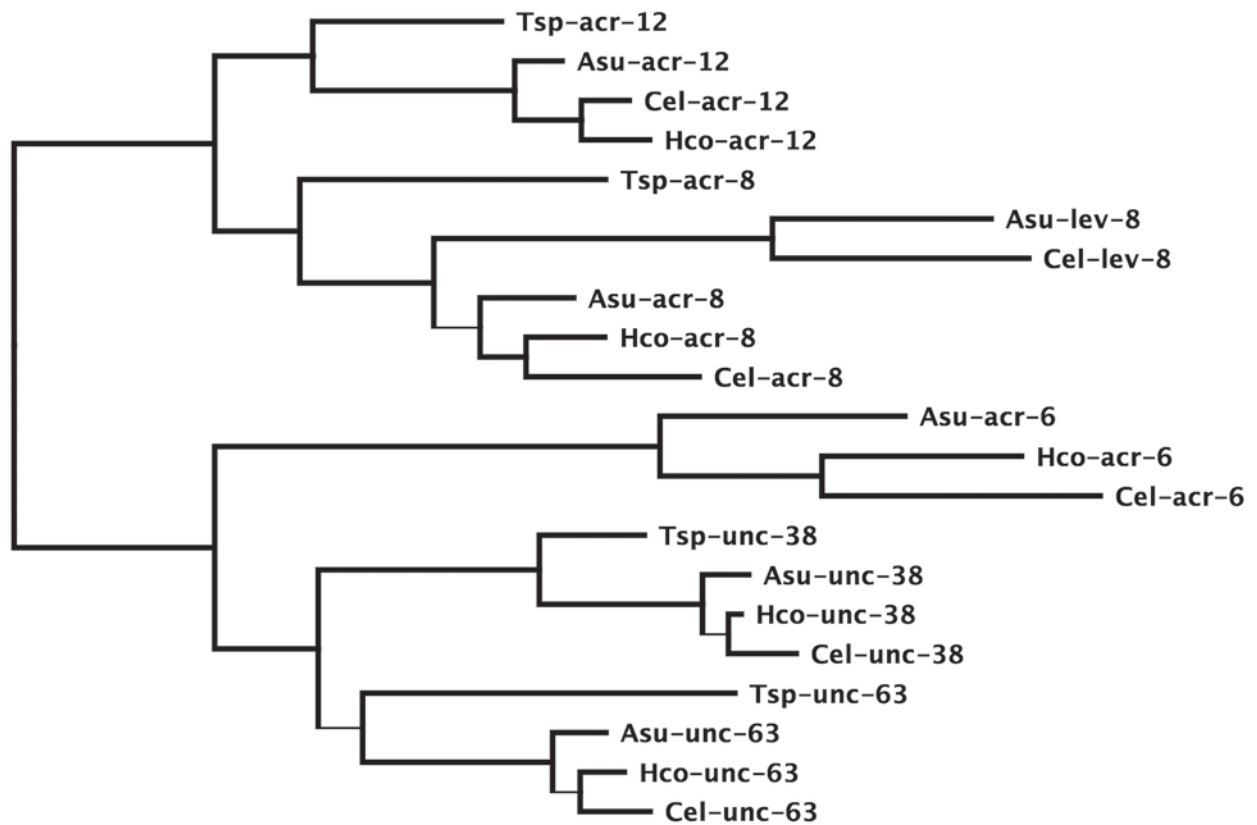 Tsp-acr-12
Asu-acr-12
Cel-acr-12
Hco-acr-12
Tsp-acr-8
Asu-lev-8
Cel-lev-8
Asu-acr-8
Hco-acr-8
Cel-acr-8
Asu-acr-6
Hco-acr-6
Cel-acr-6
Tsp-unc-38
Asu-unc-38
Hco-unc-38
Cel-unc-38
Tsp-unc-63
Asu-unc-63
Hco-unc-63
Cel-unc-63